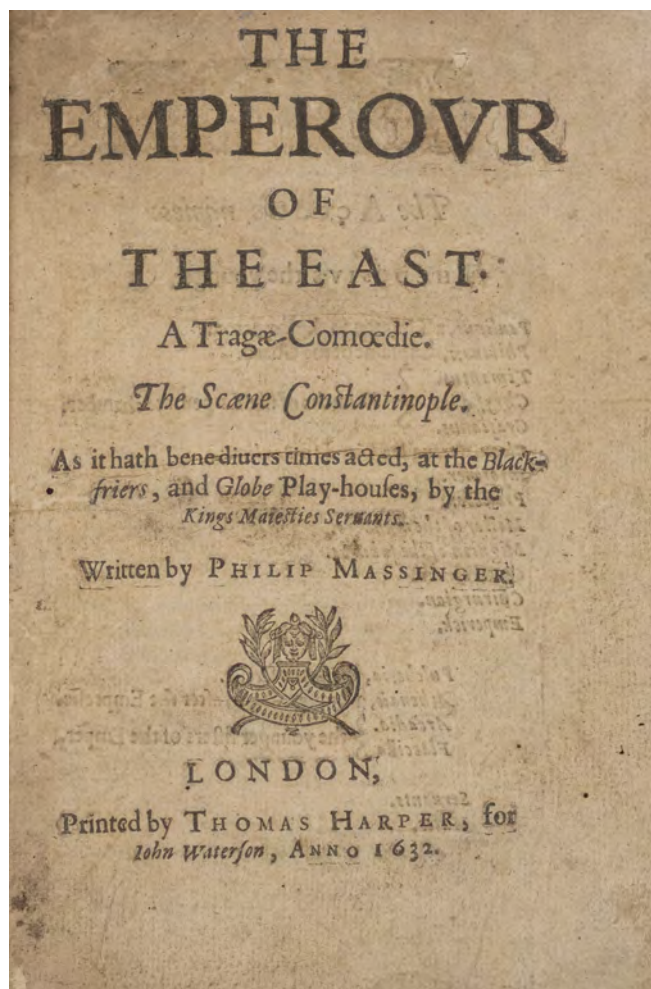 THE
EMPEROVR
OF
THE EAST.
A Tragæ-Comœdie.
The Scæne Constantinople.
As it hath bene diuers times acted, at the Black-
friers, and Globe Play-houſes, by the
Kings Maiesties Seruants.
Written by PHILIP MASSINGER.
LONDON,
Printed by THOMAS HARPER, for
Iohn Waterſon, ANNO 1632.